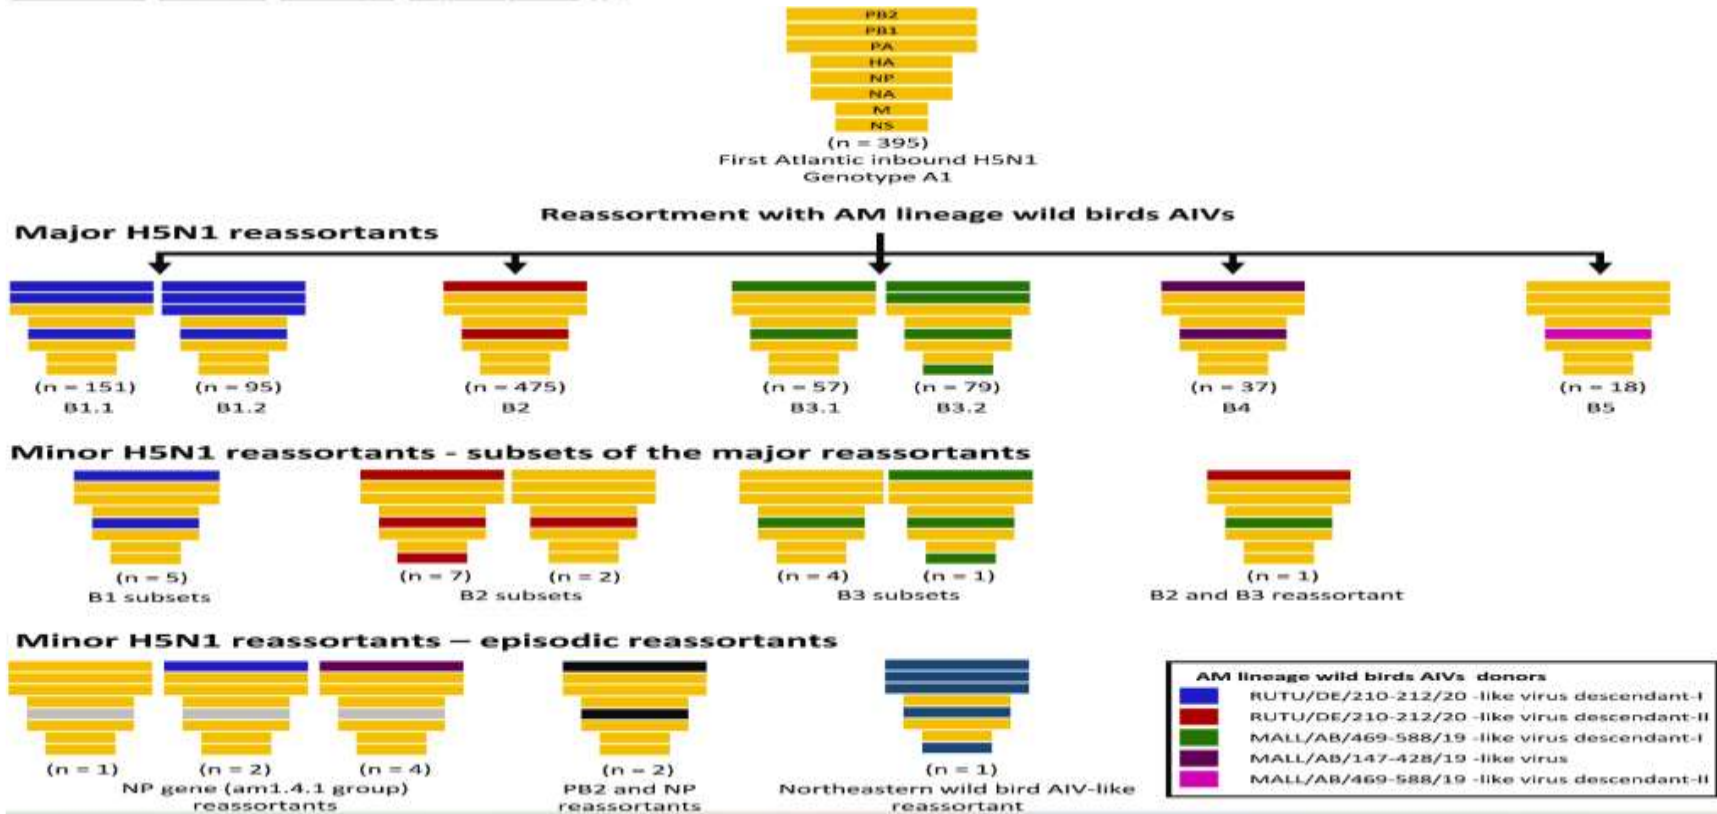 PB2
PB1
PA
HA
NP
NA
M
NS
(n = 395)
First Atlantic inbound H5N1
Genotype A1
Reassortment with AM lineage wild birds AIVs
Major H5N1 reassortants
(n = 151) (n = 95) (n = 475) (n = 57) (n = 79) (n = 37) (n = 18)
B1.1 B1.2 B2 B3.1 B3.2 B4 B5
Minor H5N1 reassortants - subsets of the major reassortants
(n = 5) (n = 7) (n = 2) (n = 4) (n = 1) (n = 1)
B1 subsets B2 subsets B3 subsets B2 and B3 reassortant
Minor H5N1 reassortants – episodic reassortants
(n = 1) (n = 2) (n = 4) (n = 2) (n = 1)
NP gene (am1.4.1 group) PB2 and NP Northeastern wild bird AIV-like
reassortants reassortants reassortant
AM lineage wild birds AIVs donors
RUTU/DE/210-212/20 -like virus descendant-I
RUTU/DE/210-212/20 -like virus descendant-II
MALL/AB/469-588/19 -like virus descendant-I
MALL/AB/147-428/19 -like virus
MALL/AB/469-588/19 -like virus descendant-II